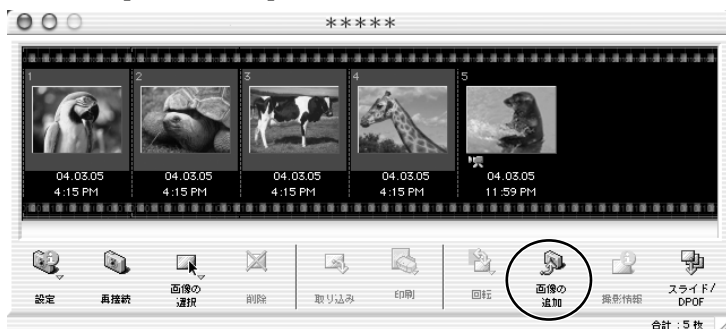 *****
1 2 3 4 5
04.03.05 04.03.05 04.03.05 04.03.05 04.03.05
4:15 PM 4:15 PM 4:15 PM 4:15 PM 11:59 PM
設定 再接続 画像の選択 削除 取り込み 印刷 回転 画像の追加 撮影情報 スライド/DPOF
合計:5枚